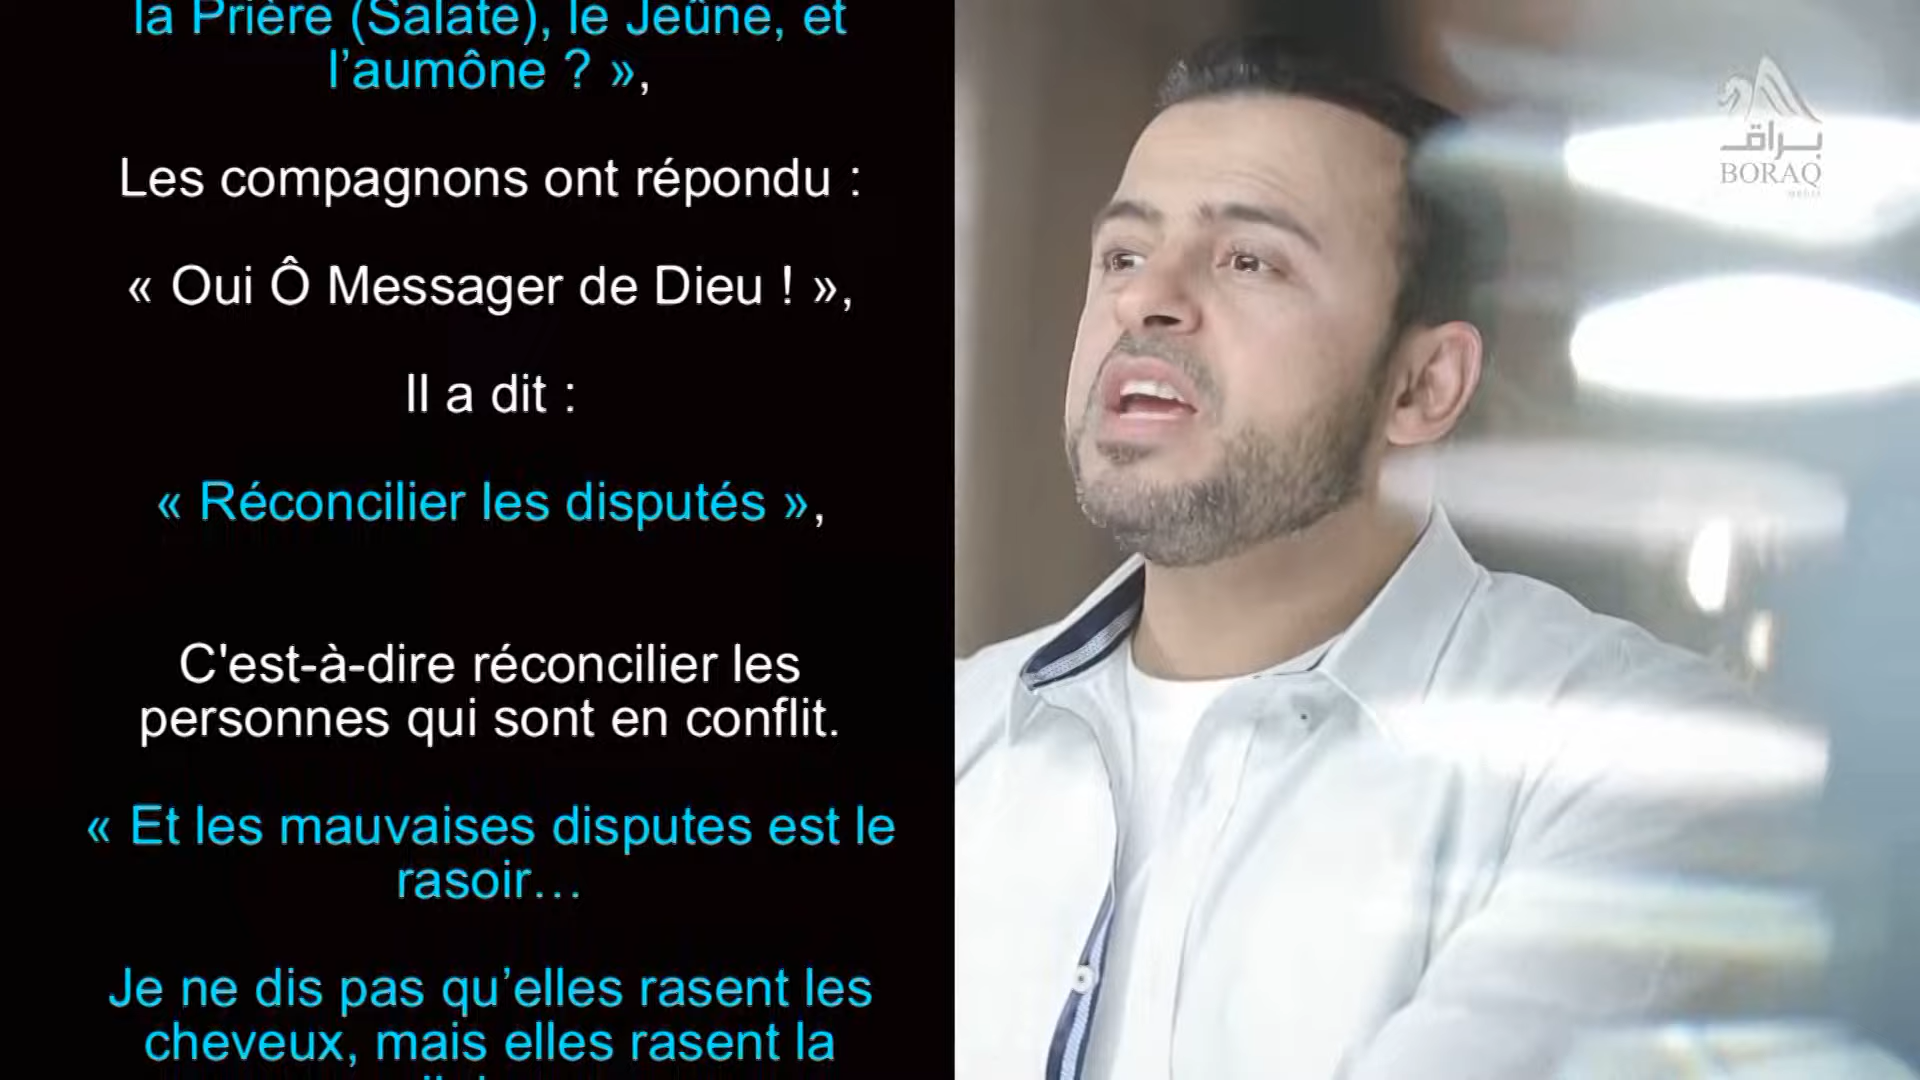 la Prière (Salate), le Jeûne, et
l’aumône ? »,
Les compagnons ont répondu :
« Oui Ô Messager de Dieu ! »,
Il a dit :
« Réconcilier les disputés »,
C'est-à-dire réconcilier les
personnes qui sont en conflit.
« Et les mauvaises disputes est le
rasoir…
Je ne dis pas qu’elles rasent les
cheveux, mais elles rasent la
براق
BORAQ